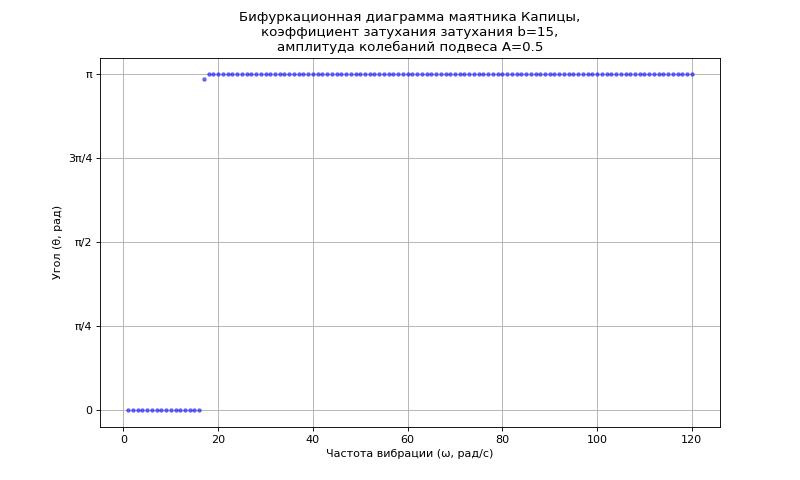 Бифуркационная диаграмма маятника Капицы,
коэффициент затухания затухания b=15,
амплитуда колебаний подвеса A=0.5
π
3π/4
π/2
π/4
0
Угол (θ, рад)
0 20 40 60 80 100 120
Частота вибрации (ω, рад/с)